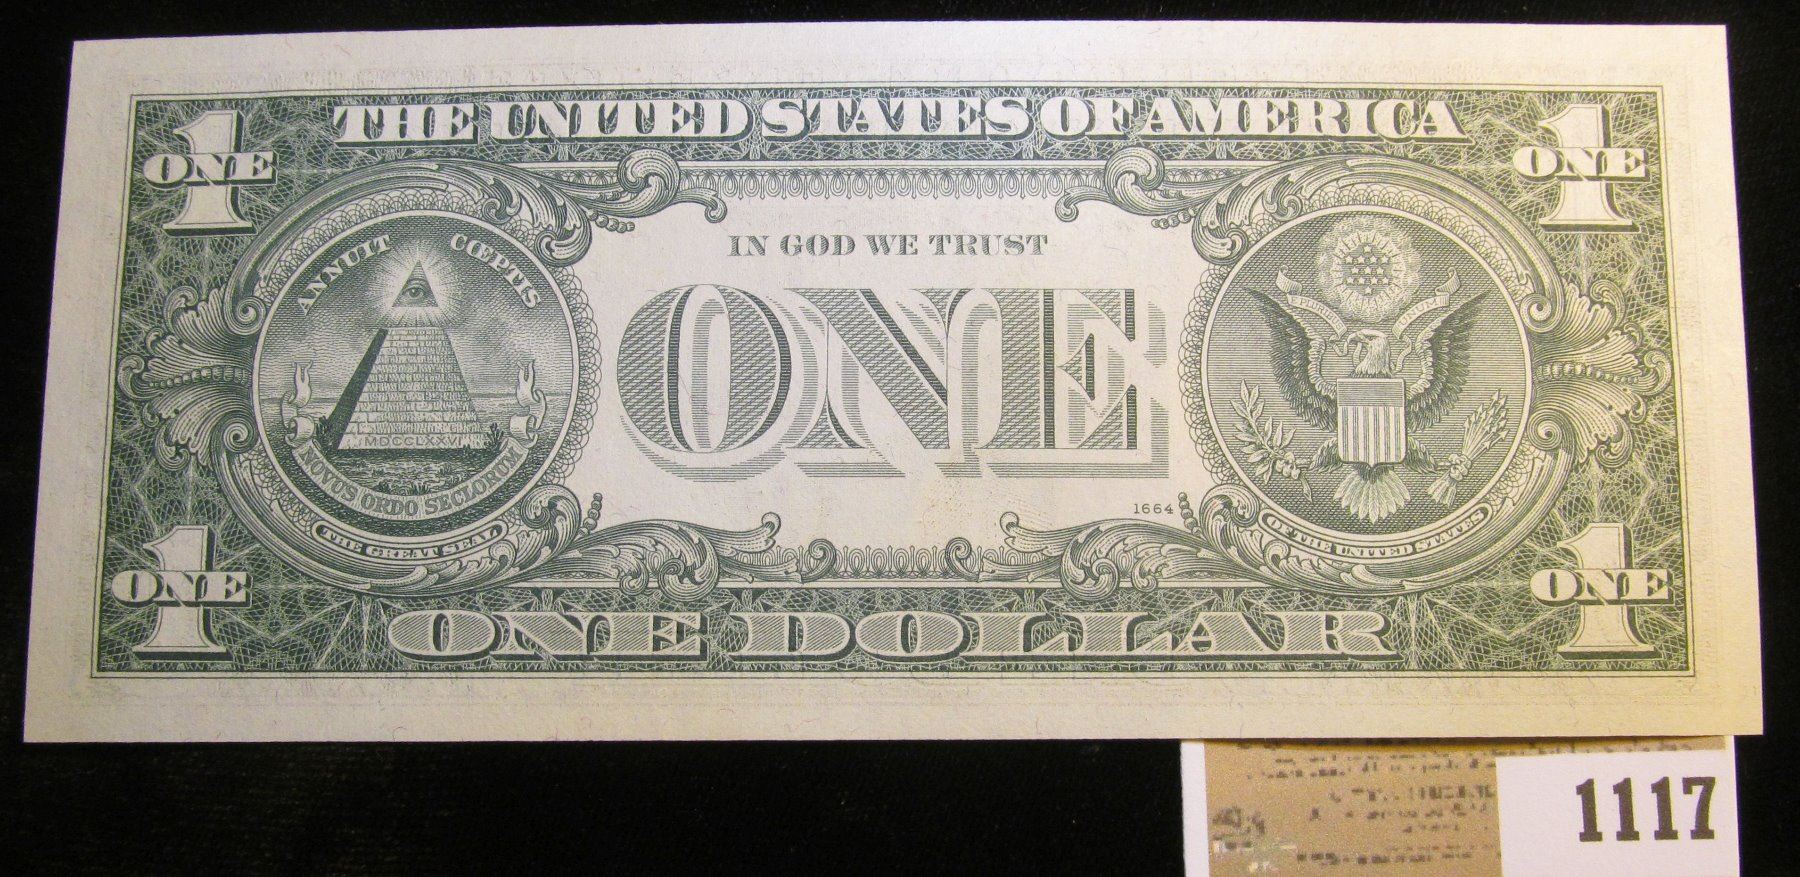 THE UNITED STATES OF AMERICA
1 ONE
1 ONE
ANNUIT CŒPTIS
MDCCLXXVI
NOVUS ORDO SECLORUM
THE GREAT SEAL
IN GOD WE TRUST
ONE
1664
E PLURIBUS UNUM
OF THE UNITED STATES
1 ONE
1 ONE
ONE DOLLAR
1117